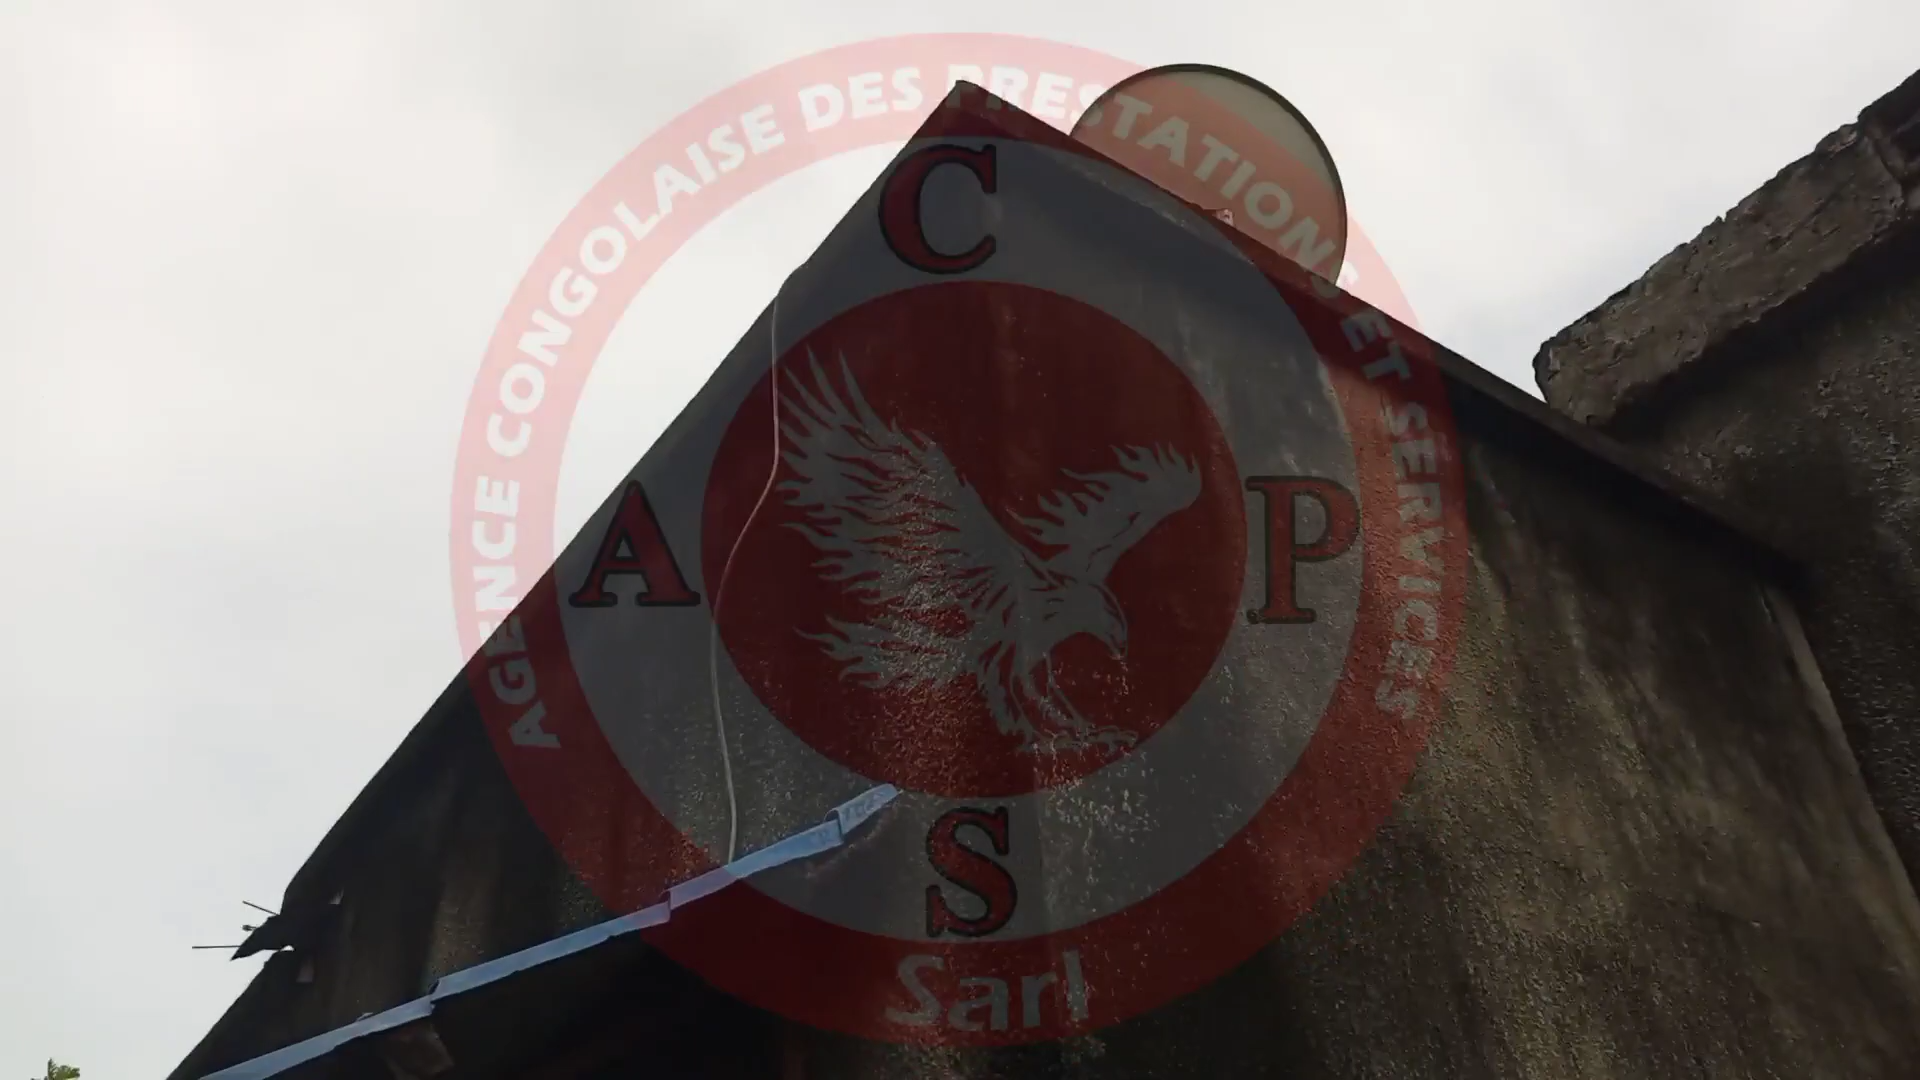 AGENCE CONGOLAISE DES PRESTATIONS ET SERVICES
C
A P
S
Sarl